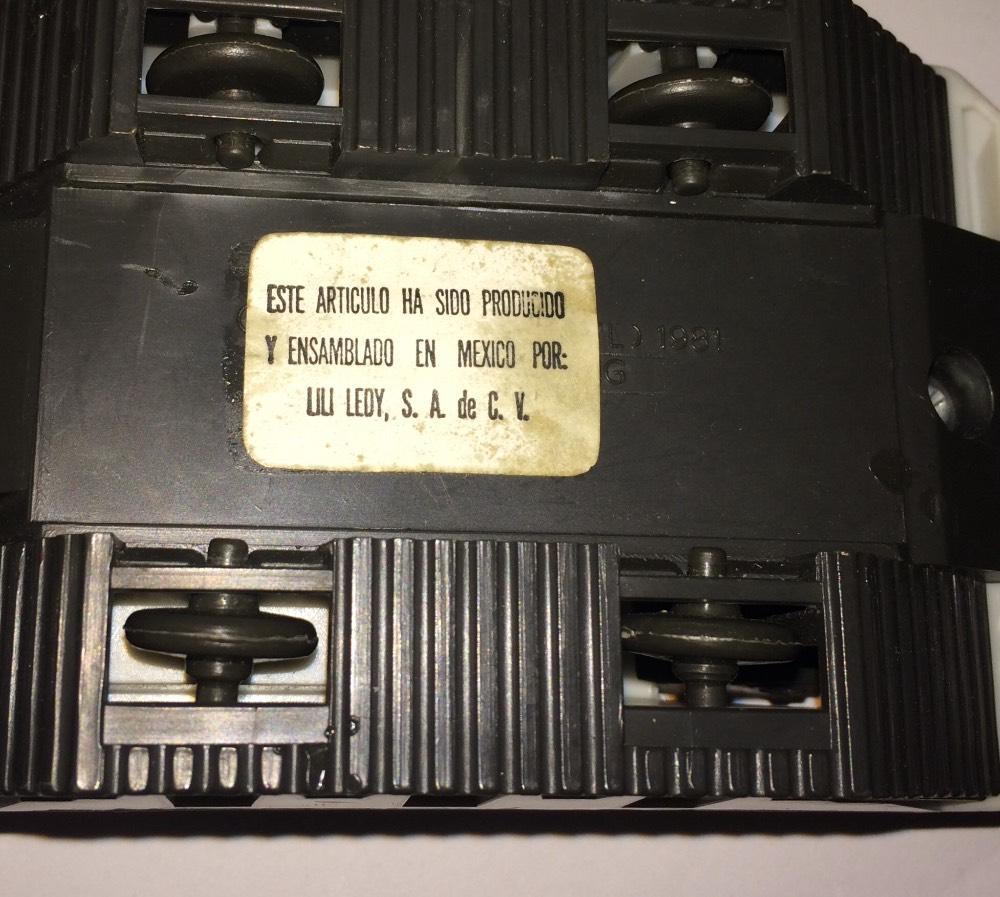 ESTE ARTICULO HA SIDO PRODUCIDO
Y ENSAMBLADO EN MEXICO POR:
LILI LEDY, S. A. de C. V.
L) 1981
G